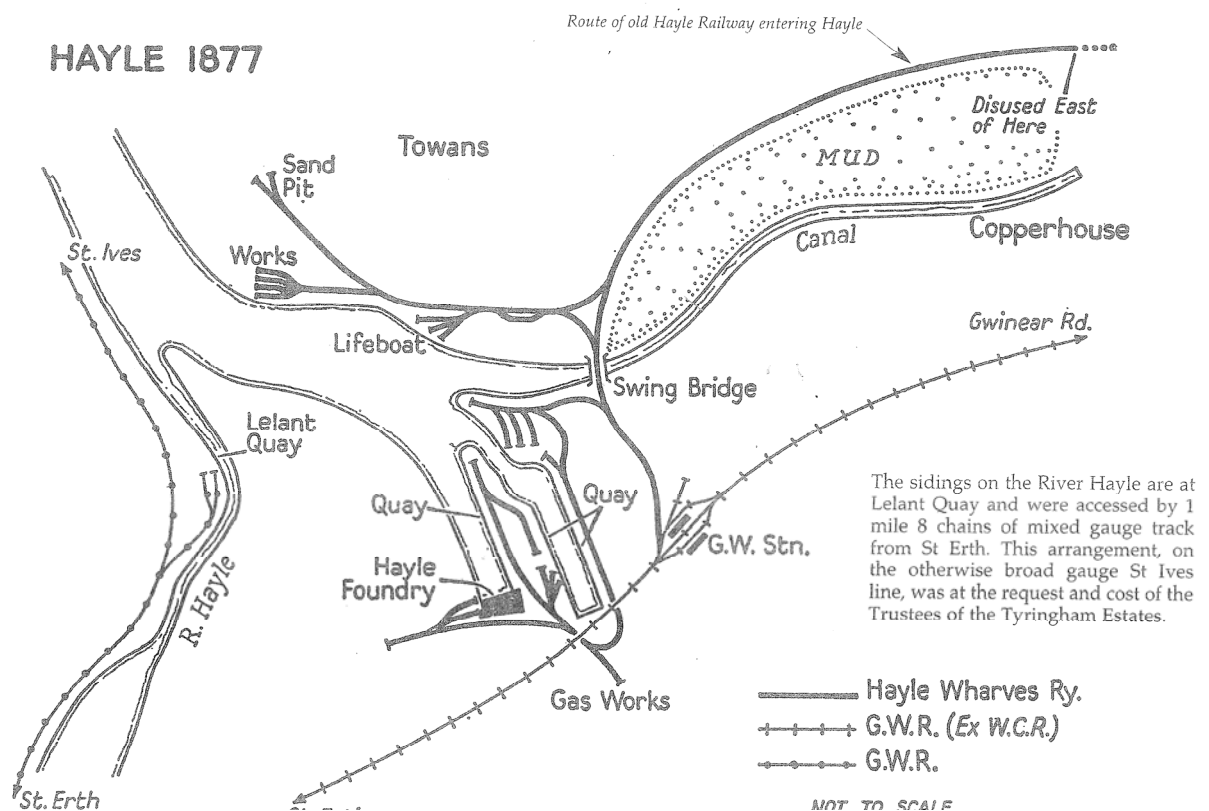 Route of old Hayle Railway entering Hayle
HAYLE 1877
Disused East
of Here
Towans
MUD
Sand
Pit
Canal
Copperhouse
St. Ives
Works
Gwinear Rd.
Lifeboat
Swing Bridge
Lelant
Quay
Quay
Quay
The sidings on the River Hayle are at
Lelant Quay and were accessed by 1
mile 8 chains of mixed gauge track
from St Erth. This arrangement, on
the otherwise broad gauge St Ives
line, was at the request and cost of the
Trustees of the Tyringham Estates.
G.W. Stn.
Hayle
Foundry
R. Hayle
Gas Works
Hayle Wharves Ry.
G.W.R. (Ex W.C.R.)
G.W.R.
St. Erth
NOT TO SCALE